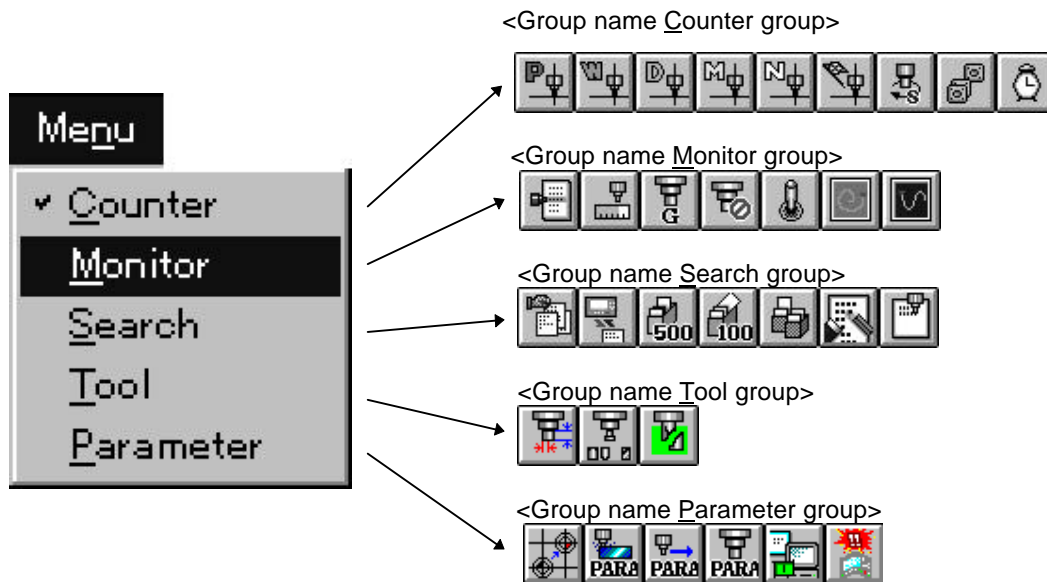 <Group name Counter group>
P W D M N S
Menu
Counter
<Group name Monitor group>
G
Monitor
<Group name Search group>
500 100
Search
<Group name Tool group>
Tool
<Group name Parameter group>
PARA PARA PARA
Parameter